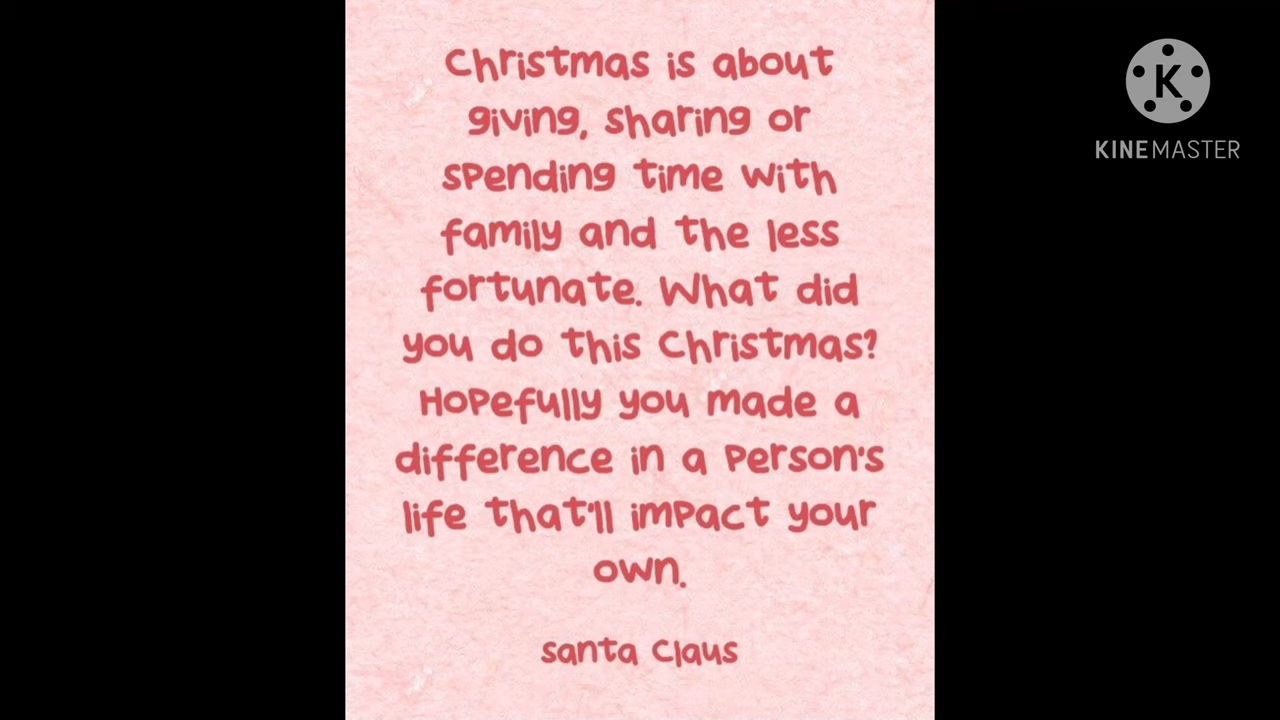 Christmas is about
giving, sharing or
spending time with
family and the less
fortunate. What did
you do this Christmas?
Hopefully you made a
difference in a person's
life that'll impact your
own.
santa Claus
K
KINEMASTER